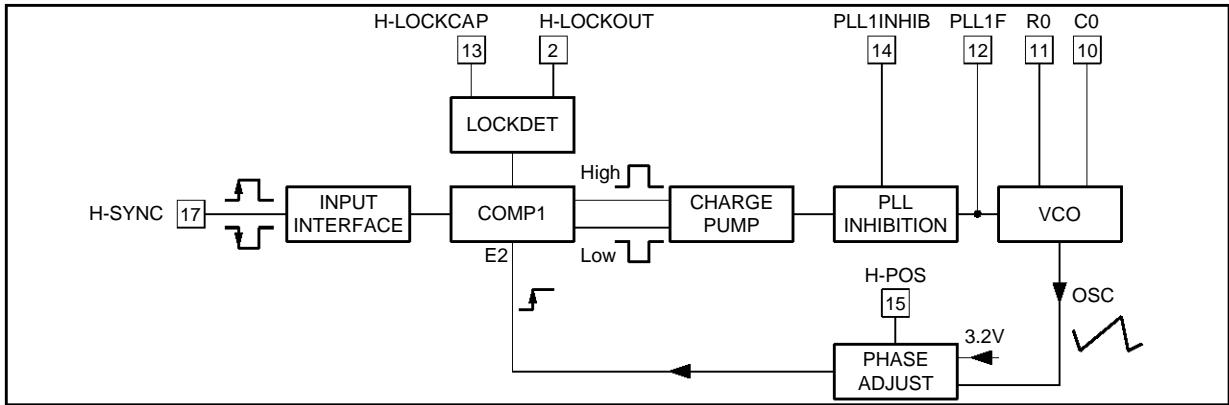 H-LOCKCAP H-LOCKOUT PLL1INHIB PLL1F R0 C0
13 2 14 12 11 10
LOCKDET
High
H-SYNC 17 INPUT INTERFACE COMP1 CHARGE PUMP PLL INHIBITION VCO
E2 Low
H-POS
15
OSC
3.2V
PHASE
ADJUST